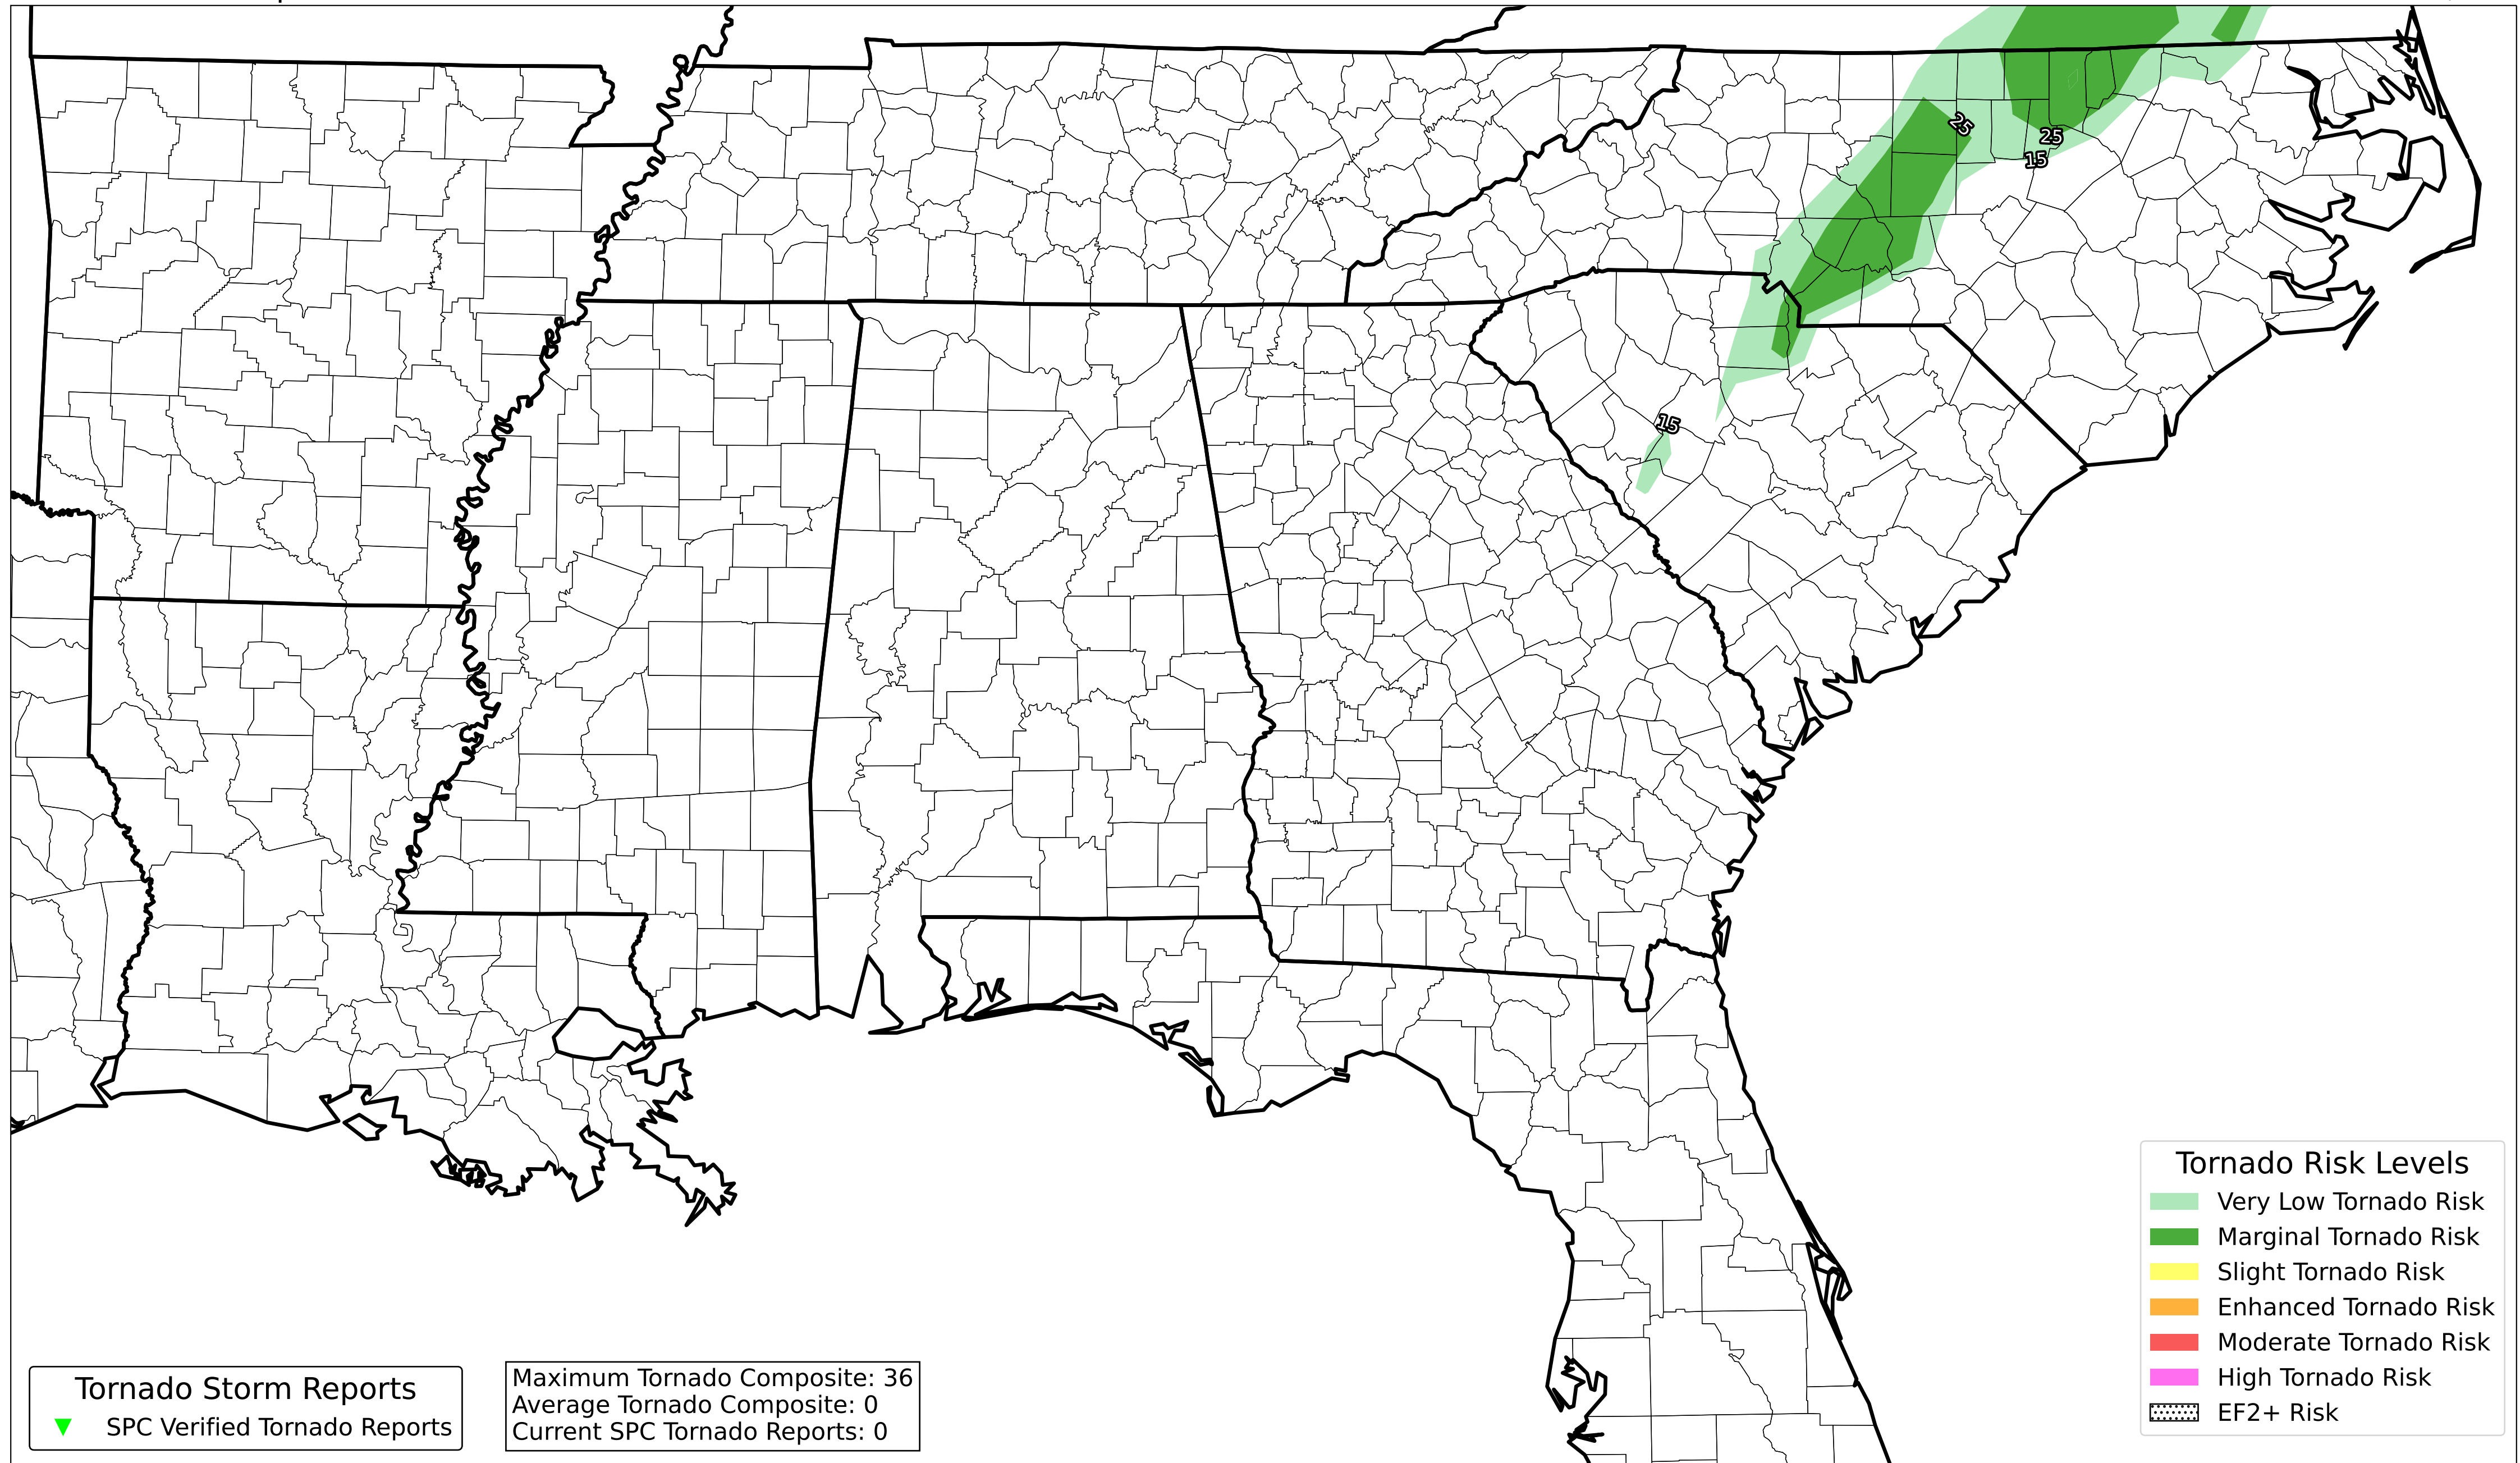 25
25
15
15
Tornado Risk Levels
Very Low Tornado Risk
Marginal Tornado Risk
Slight Tornado Risk
Enhanced Tornado Risk
Moderate Tornado Risk
High Tornado Risk
EF2+ Risk
Tornado Storm Reports
SPC Verified Tornado Reports
Maximum Tornado Composite: 36
Average Tornado Composite: 0
Current SPC Tornado Reports: 0